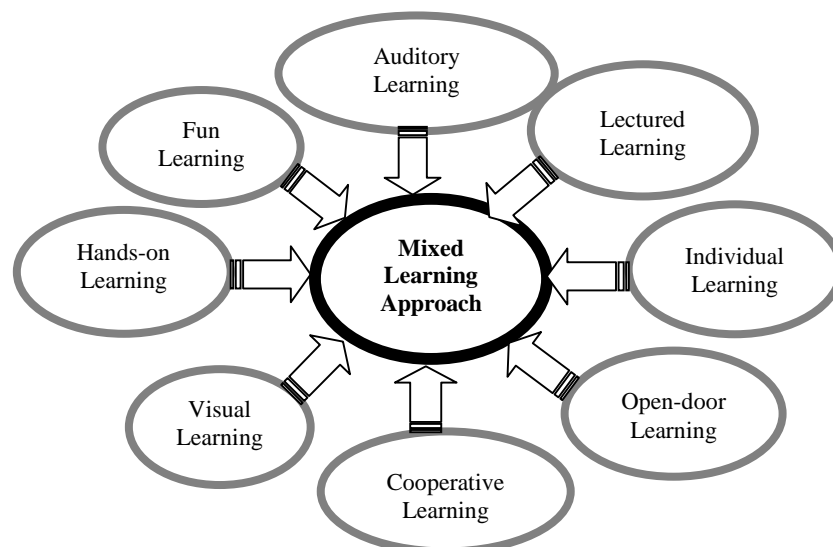 Auditory
Learning
Lectured
Learning
Fun
Learning
Hands-on
Learning
Mixed
Learning
Approach
Individual
Learning
Visual
Learning
Open-door
Learning
Cooperative
Learning